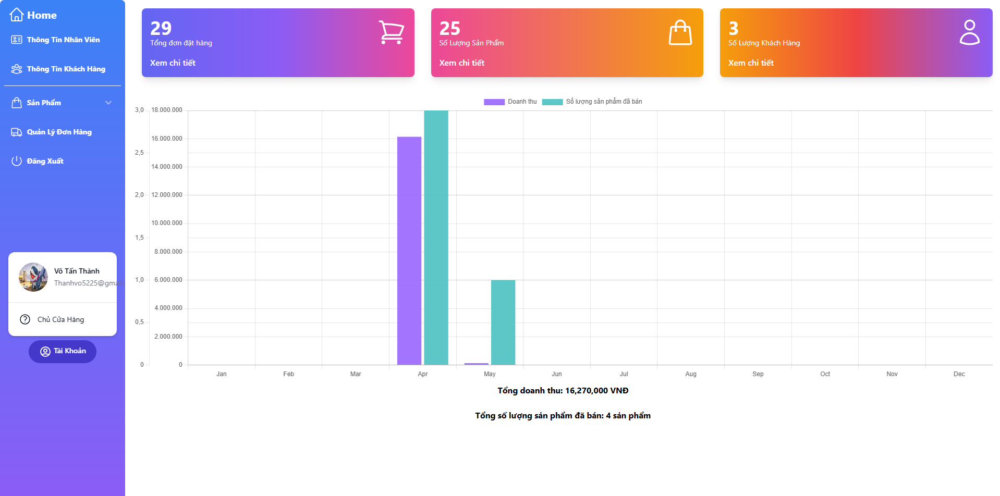 Home
Thông Tin Nhân Viên
Thông Tin Khách Hàng
Sản Phẩm
Quản Lý Đơn Hàng
Đăng Xuất
Võ Tấn Thành
Thanhvo5225@gmail.
Chủ Cửa Hàng
Tài Khoản
29
Tổng đơn đặt hàng
Xem chi tiết
25
Số Lượng Sản Phẩm
Xem chi tiết
3
Số Lượng Khách Hàng
Xem chi tiết
Doanh thu Số lượng sản phẩm đã bán
3,0 18.000.000
16.000.000
2,5
14.000.000
2,0 12.000.000
10.000.000
1,5
8.000.000
1,0 6.000.000
4.000.000
0,5
2.000.000
0 0
Jan Feb Mar Apr May Jun Jul Aug Sep Oct Nov Dec
Tổng doanh thu: 16,270,000 VNĐ
Tổng số lượng sản phẩm đã bán: 4 sản phẩm